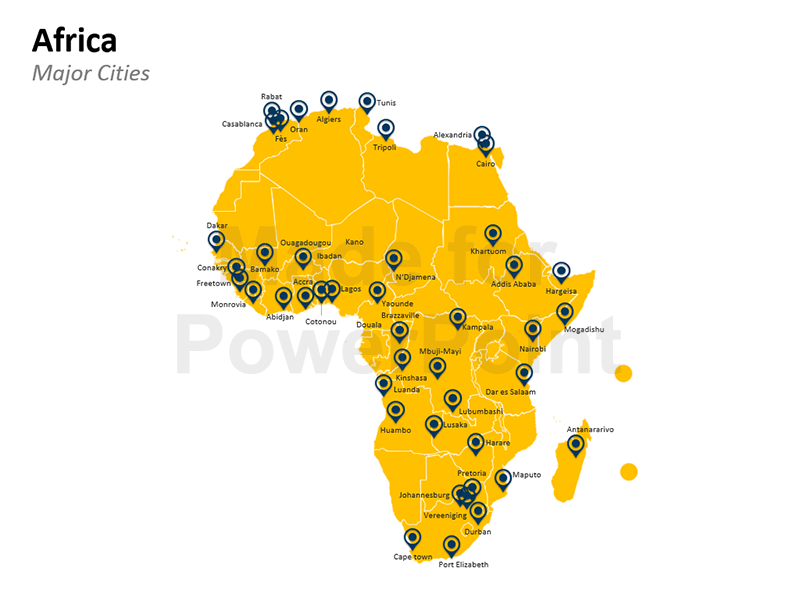 Africa
Major Cities
Rabat
Tunis
Casablanca
Fès
Oran
Algiers
Tripoli
Alexandria
Cairo
Dakar
Ouagadougou
Kano
Khartuom
Conakry
Bamako
Ibadan
N'Djamena
Addis Ababa
Hargeisa
Freetown
Accra
Lagos
Monrovia
Abidjan
Cotonou
Yaounde
Brazzaville
Douala
Kampala
Mogadishu
Nairobi
Mbuji-Mayi
Kinshasa
Luanda
Dar es Salaam
Lubumbashi
Huambo
Lusaka
Harare
Antananarivo
Pretoria
Maputo
Johannesburg
Vereeniging
Durban
Cape town
Port Elizabeth
Made for
PowerPoint